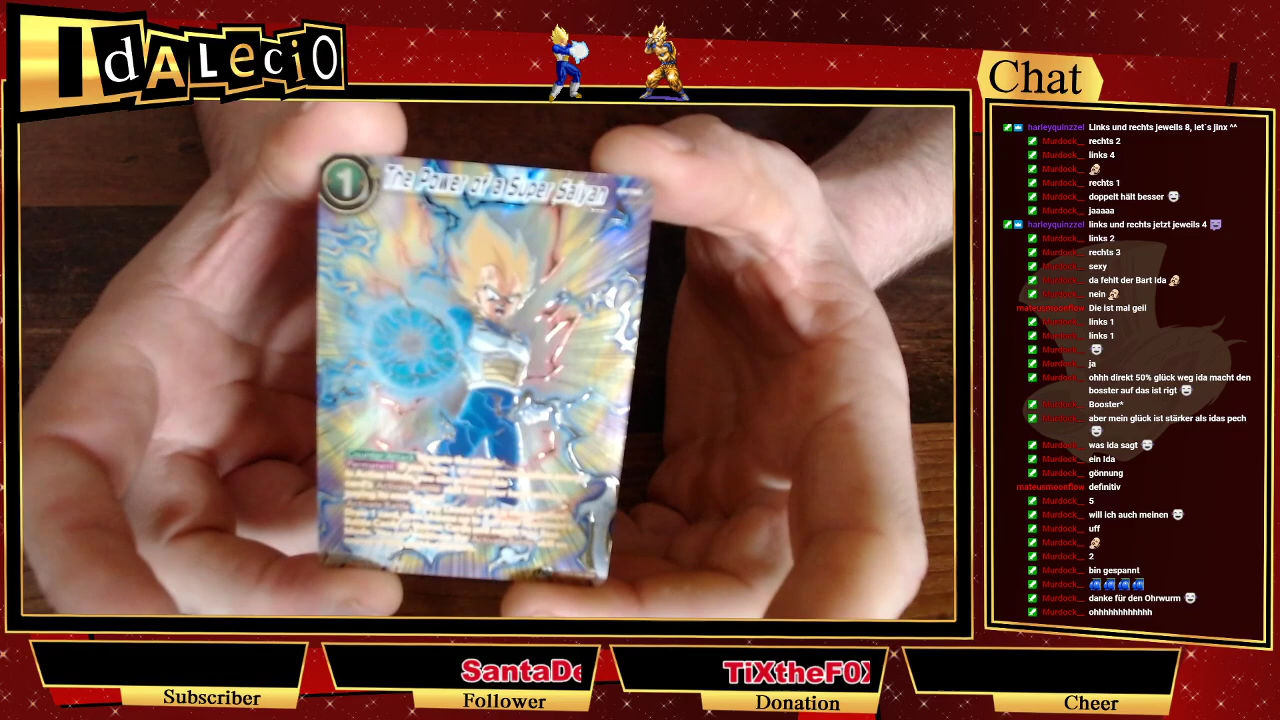 IdALecio
1 The Power of a Super Saiyan
Chat
harleyquinzzel Links und rechts jeweils 8, let`s jinx ^^
Murdock__ rechts 2
Murdock__ links 4
Murdock__
Murdock__ rechts 1
Murdock__ doppelt hält besser
Murdock__ jaaaaa
harleyquinzzel links und rechts jetzt jeweils 4
Murdock__ links 2
Murdock__ rechts 3
Murdock__ sexy
Murdock__ da fehlt der Bart Ida
Murdock__ nein
mateusmoonflow Die ist mal geil
Murdock__ links 1
Murdock__ links 1
Murdock__
Murdock__ ja
Murdock__ ohhh direkt 50% glück weg ida macht den
bosster auf das ist rigt
Murdock__ Booster*
Murdock__ aber mein glück ist stärker als idas pech
Murdock__ was ida sagt
Murdock__ ein Ida
Murdock__ gönnung
mateusmoonflow definitiv
Murdock__ 5
Murdock__ will ich auch meinen
Murdock__ uff
Murdock__
Murdock__ 2
Murdock__ bin gespannt
Murdock__
Murdock__ danke für den Ohrwurm
Murdock__ ohhhhhhhhhhhh
SantaDe
TiXtheF0X
Subscriber
Follower
Donation
Cheer